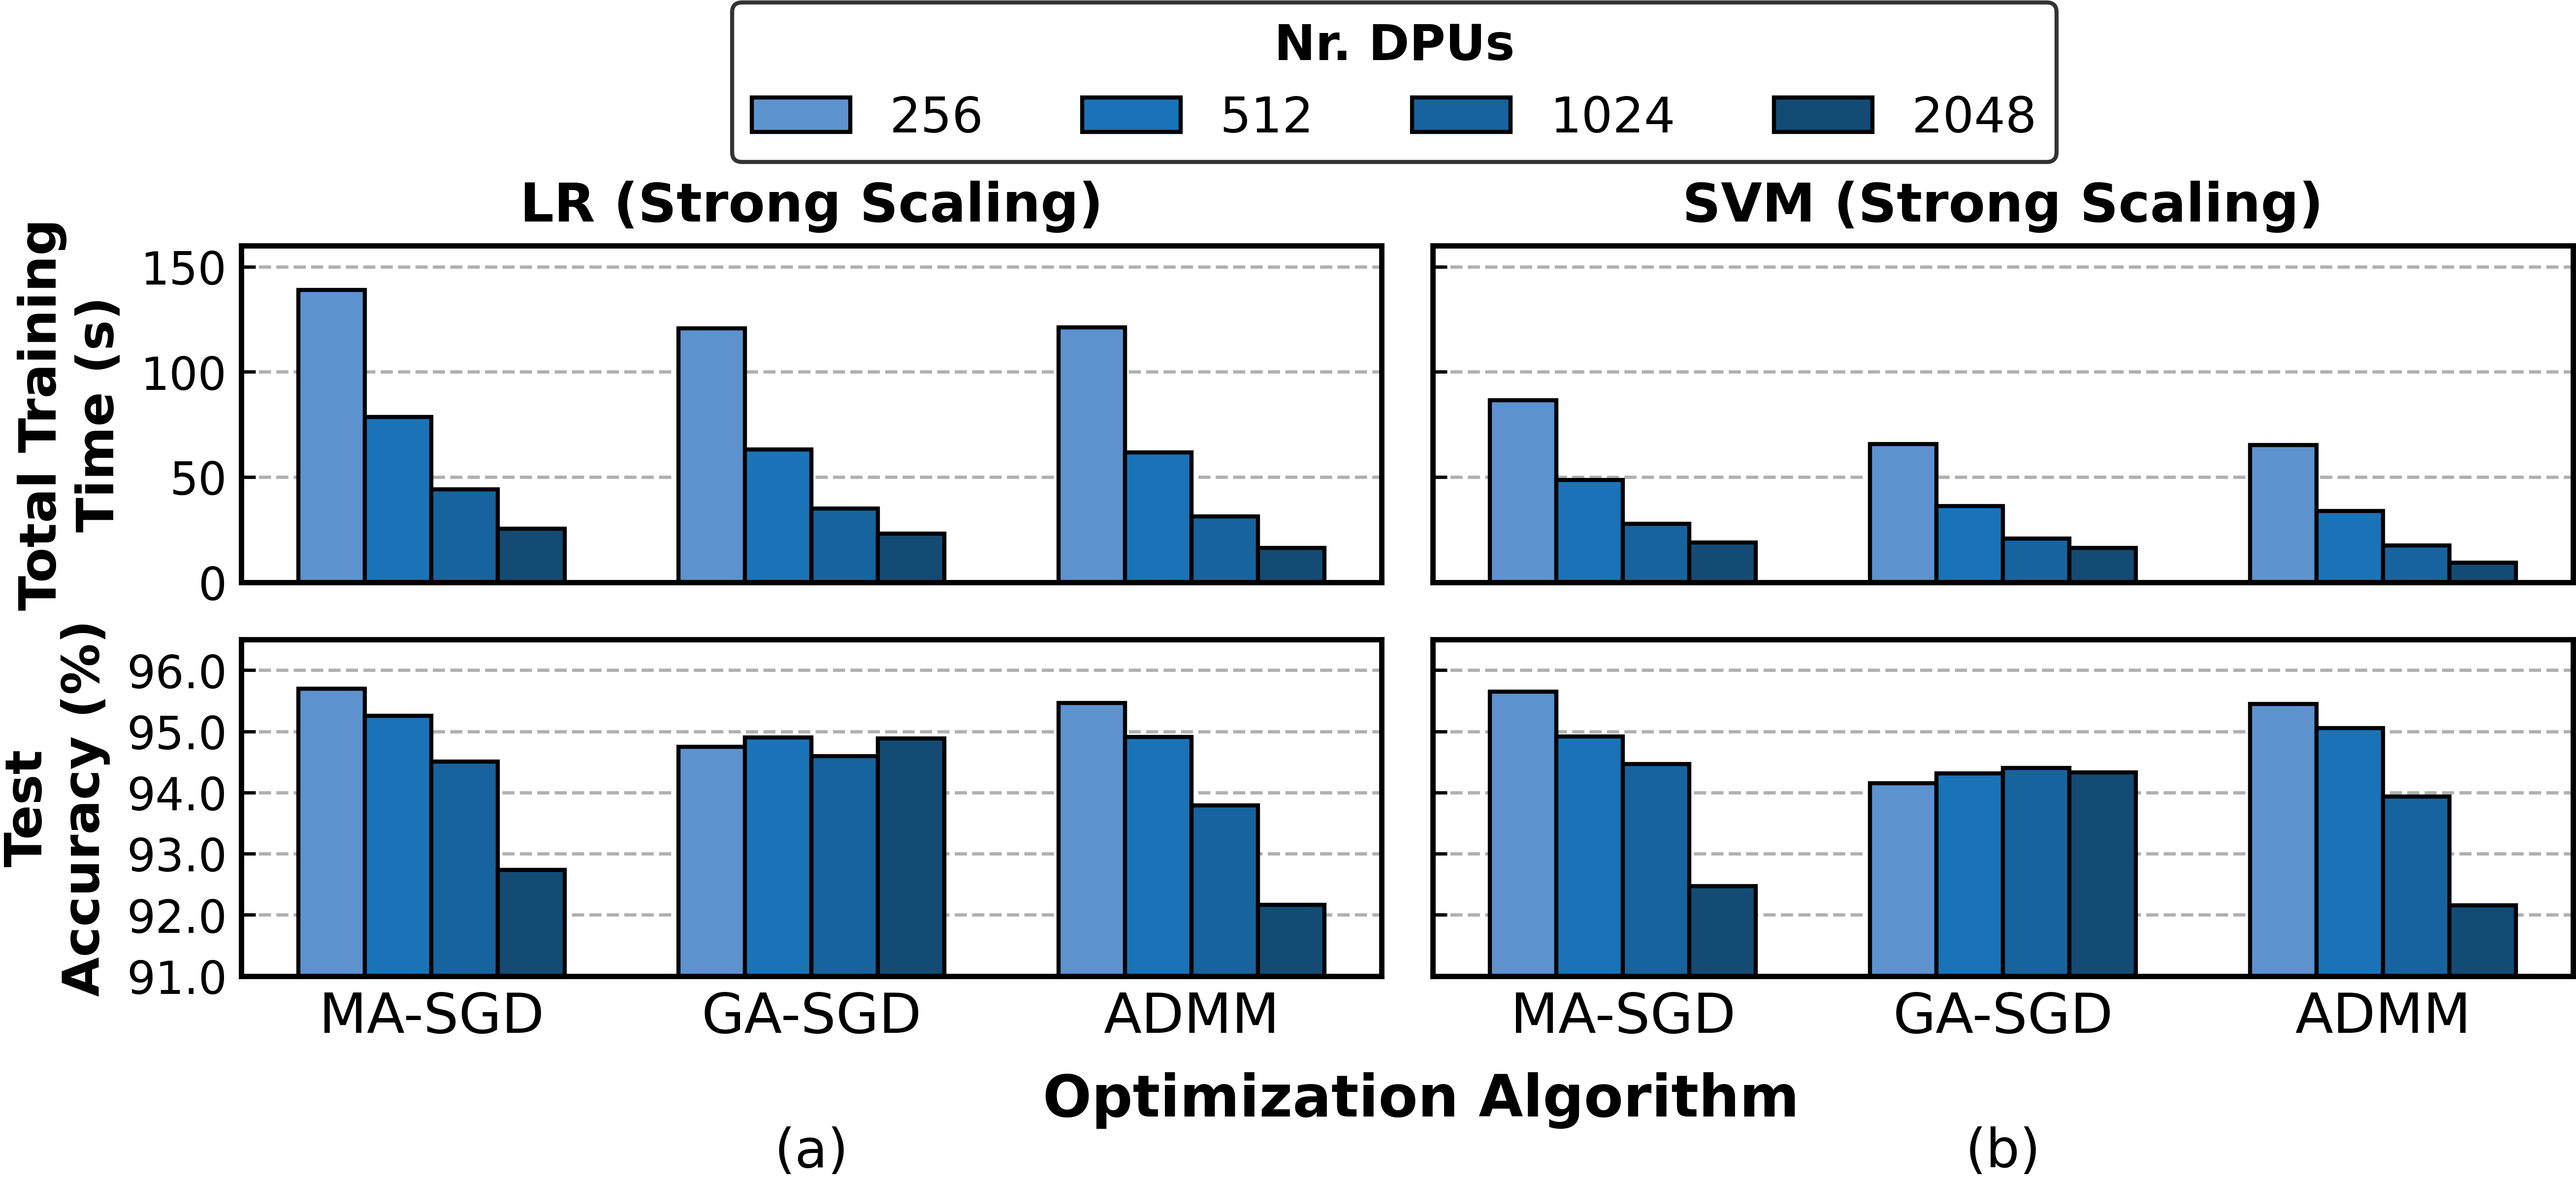 Nr. DPUs
256 512 1024 2048
LR (Strong Scaling)
SVM (Strong Scaling)
Total Training
Time (s)
150
100
50
0
Test
Accuracy (%)
96.0
95.0
94.0
93.0
92.0
91.0
MA-SGD GA-SGD ADMM
MA-SGD GA-SGD ADMM
Optimization Algorithm
(a)
(b)